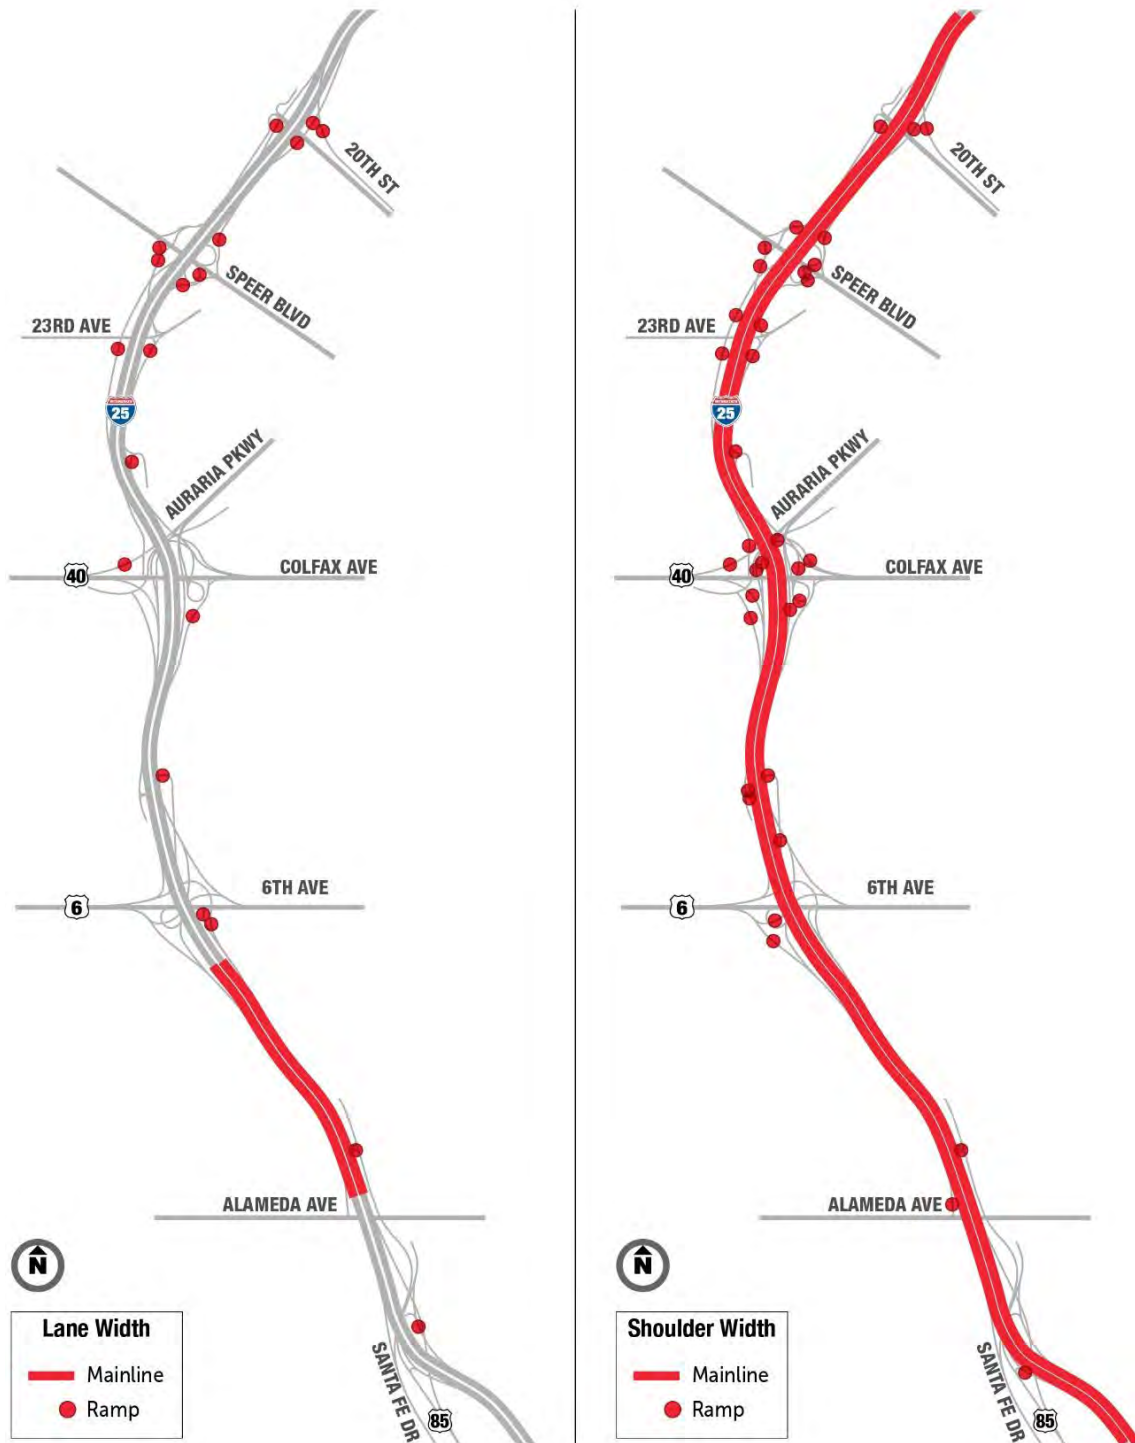 20TH ST
SPEER BLVD
23RD AVE
25
AURARIA PKWY
40
COLFAX AVE
6TH AVE
6
ALAMEDA AVE
N
Lane Width
Mainline
Ramp
SANTA FE DR
85
20TH ST
SPEER BLVD
23RD AVE
25
AURARIA PKWY
40
COLFAX AVE
6TH AVE
6
ALAMEDA AVE
N
Shoulder Width
Mainline
Ramp
SANTA FE DR
85